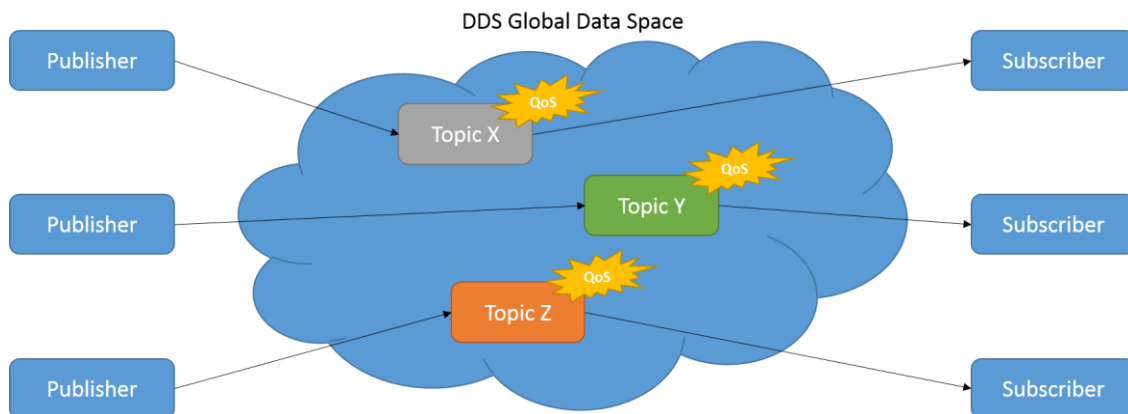 DDS Global Data Space
Publisher
Subscriber
QoS
Topic X
QoS
Publisher
Topic Y
Subscriber
QoS
Topic Z
Publisher
Subscriber